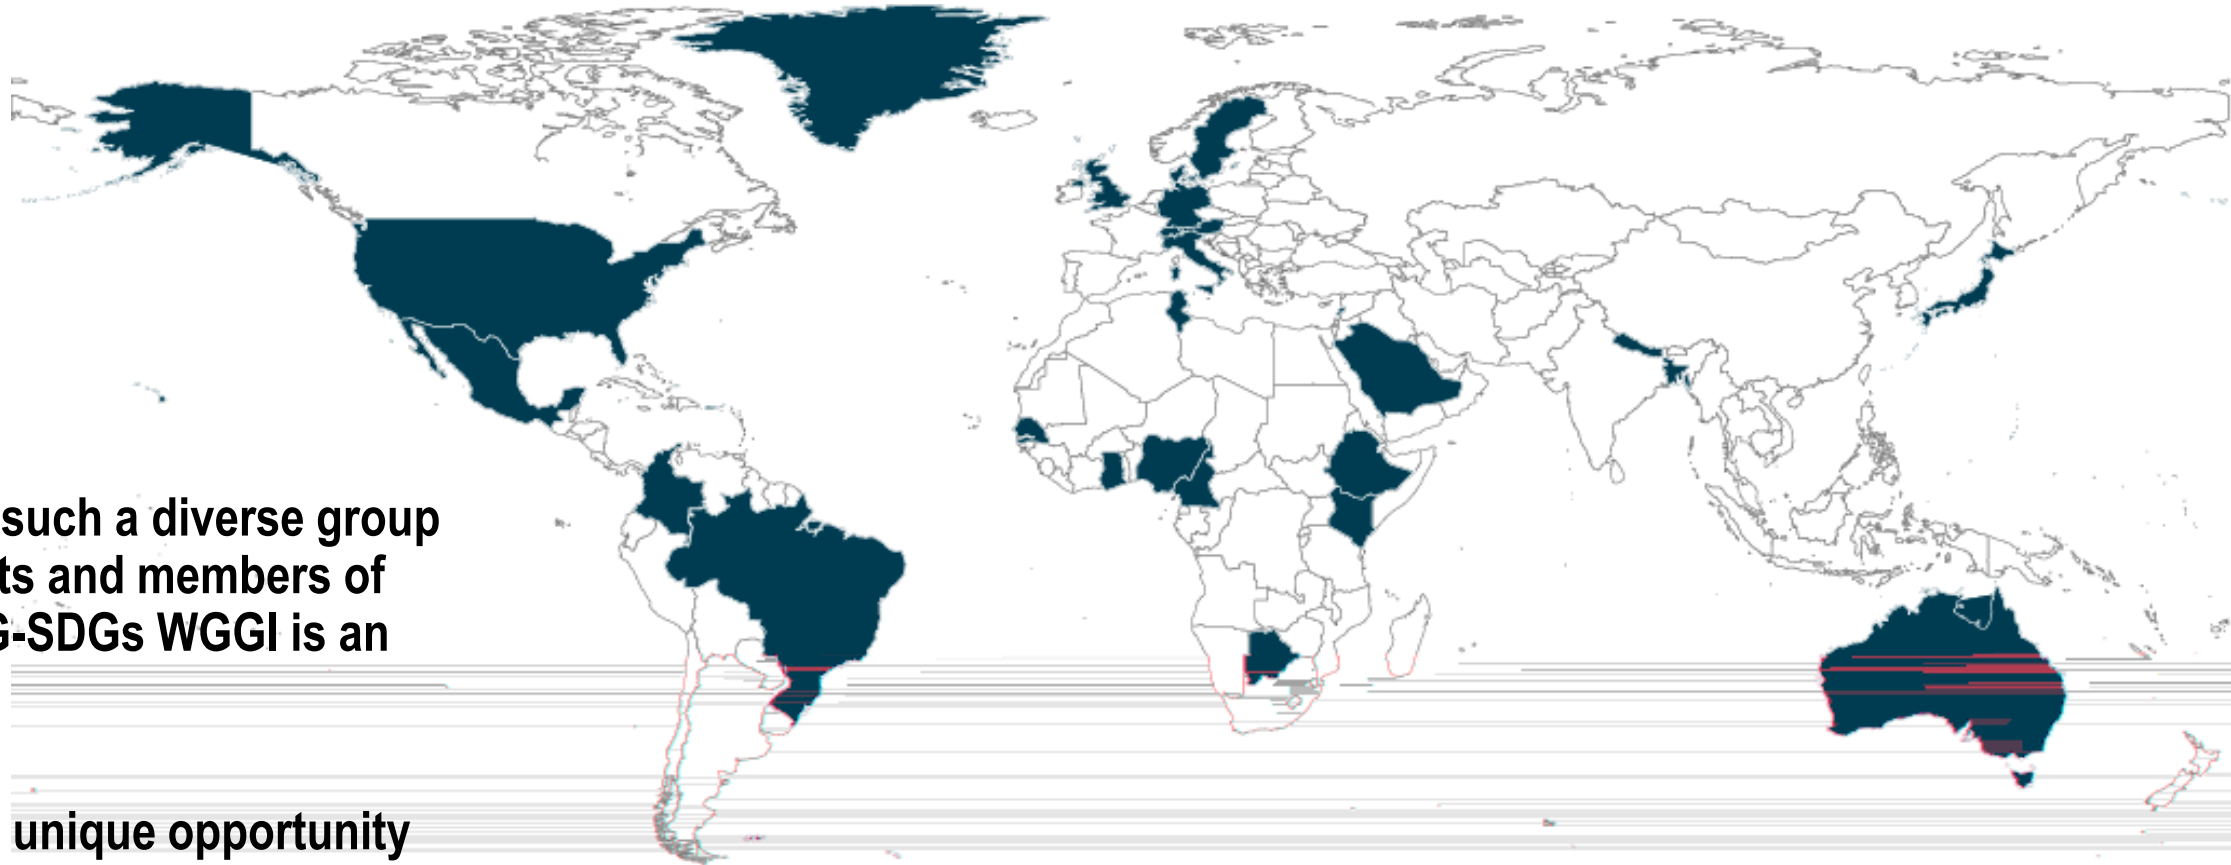 such a diverse group
ts and members of
G-SDGs WGGI is an
unique opportunity